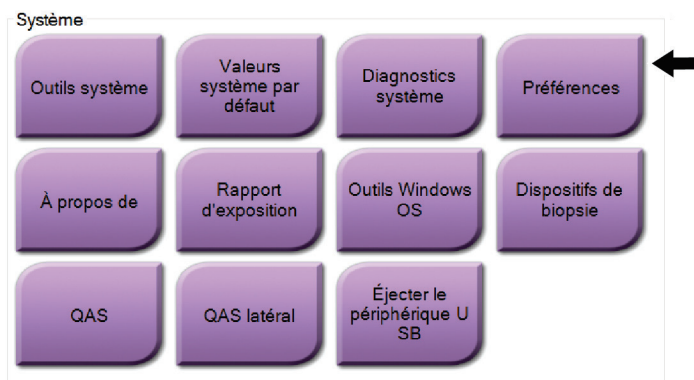 Système
Outils système
Valeurs
système par
défaut
Diagnostics
système
Préférences
À propos de
Rapport
d'exposition
Outils Windows
OS
Dispositifs de
biopsie
QAS
QAS latéral
Éjecter le
périphérique U
SB